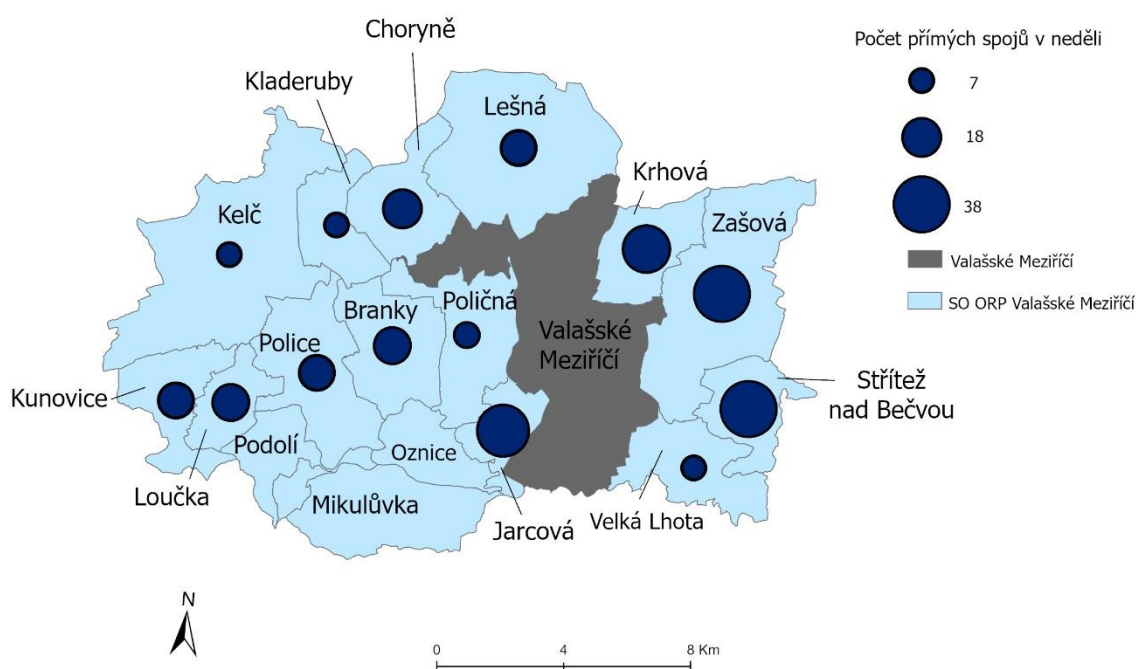 Choryně
Kladeruby
Lešná
Krhová
Kelč
Zašová
Branky
Poličná
Police
Valašské
Meziříčí
Kunovice
Střítež
nad Bečvou
Podolí
Oznice
Loučka
Mikulůvka
Jarcová
Velká Lhota
Počet přímých spojů v neděli
7
18
38
Valašské Meziříčí
SO ORP Valašské Meziříčí
N
0
4
8 Km